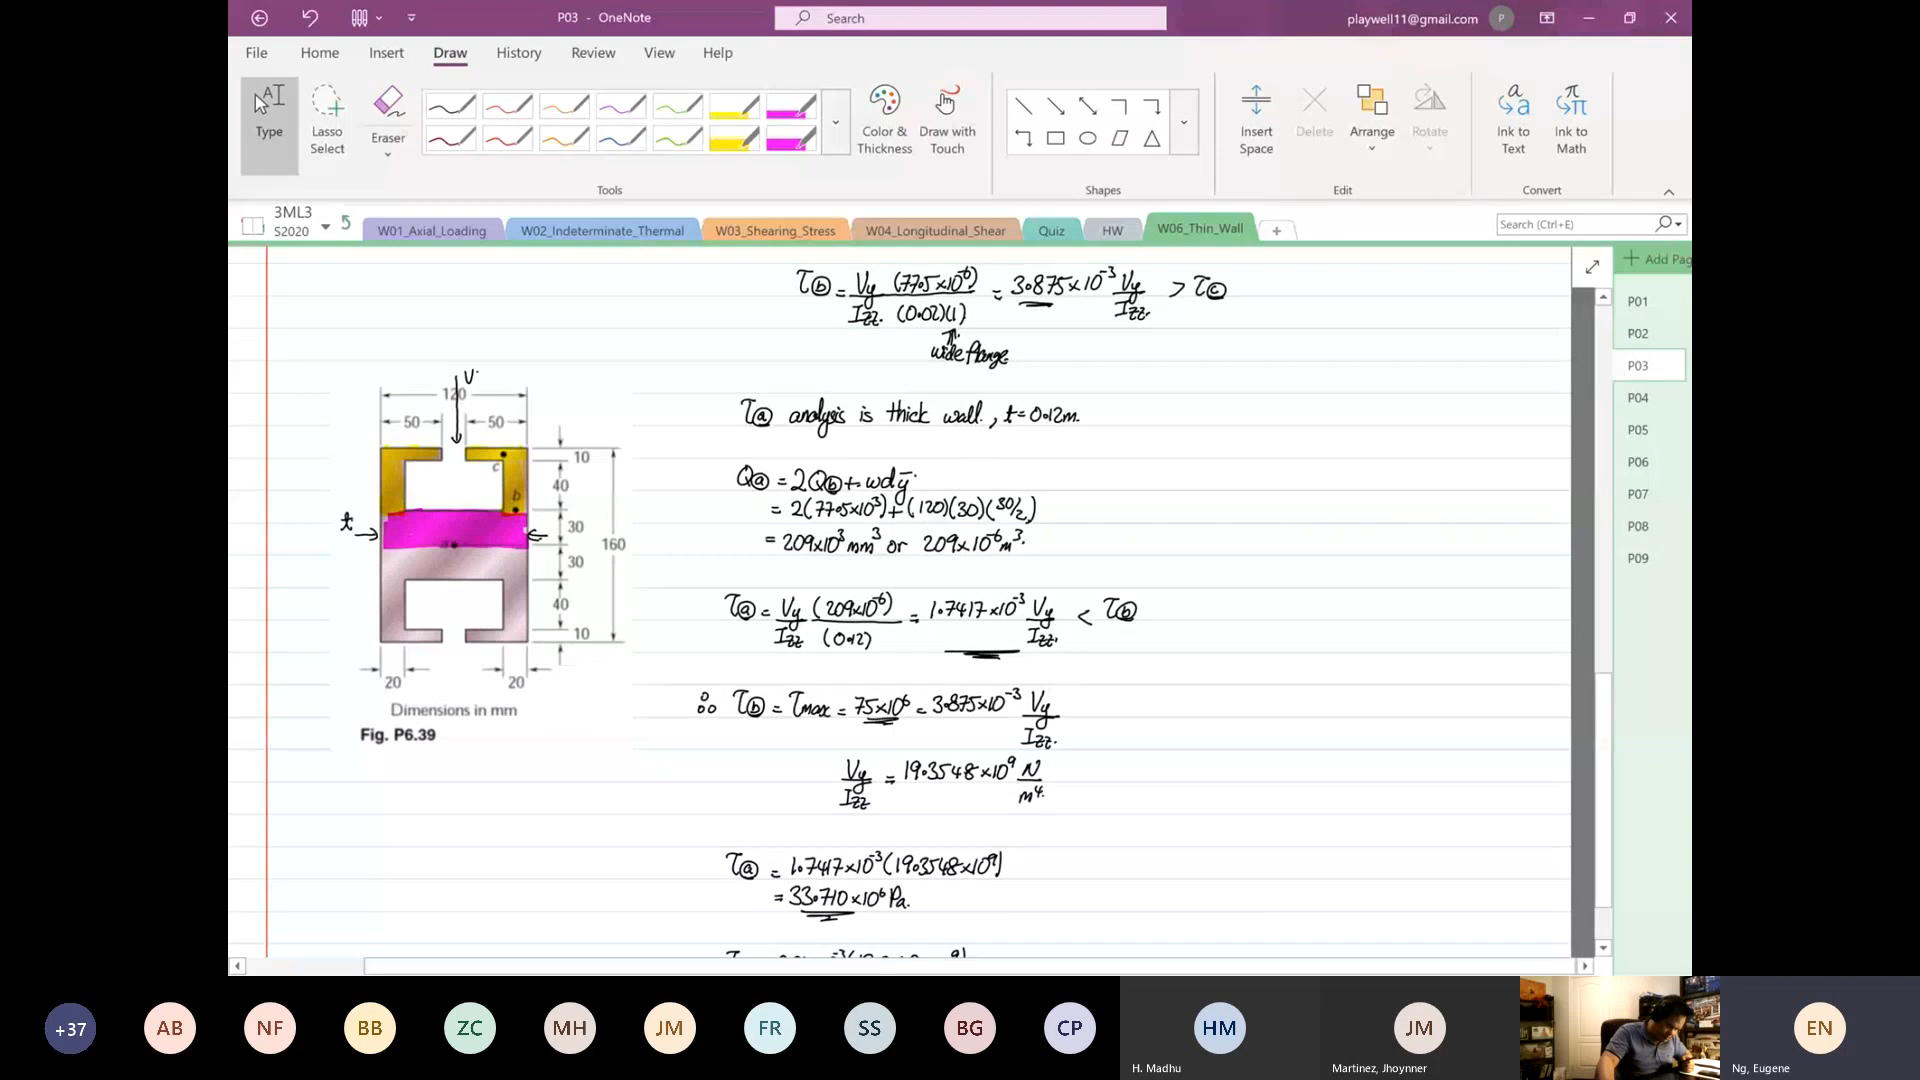 P03 - OneNote
Search
playwell11@gmail.com
P
File Home Insert Draw History Review View Help
Type
Lasso Select
Eraser
Color & Thickness
Draw with Touch
Insert Space
Delete
Arrange
Rotate
Ink to Text
Ink to Math
Tools
Shapes
Edit
Convert
3ML3 S2020
W01_Axial_Loading
W02_Indeterminate_Thermal
W03_Shearing_Stress
W04_Longitudinal_Shear
Quiz
HW
W06_Thin_Wall
Search (Ctrl+E)
Add Pag
P01
P02
P03
P04
P05
P06
P07
P08
P09
τⓑ = Vy/Izz (77.5×10⁻⁶)/(0.02)(1) = 3.875×10⁻³ Vy/Izz > τⓒ
wide flange
τⓐ analysis is thick wall, t=0.12m.
Qⓐ = 2Qⓑ + wdȳ
= 2(77.5×10³) + (120)(30)(30/2)
= 209×10³ mm³ or 209×10⁻⁶m³.
τⓐ = Vy/Izz (209×10⁻⁶)/(0.12) = 1.7417×10⁻³ Vy/Izz < τⓑ
∴ τⓑ = τmax = 75×10⁶ = 3.875×10⁻³ Vy/Izz
Vy/Izz = 19.3548×10⁹ N/m⁴
τⓐ = 1.7417×10⁻³(19.3548×10⁹)
= 33.710×10⁶ Pa.
V
120
50 50
10
c
40
b
t
30
a
160
30
40
10
20 20
Dimensions in mm
Fig. P6.39
+37 AB NF BB ZC MH JM FR SS BG CP HM JM EN
H. Madhu
Martinez, Jhoynner
Ng, Eugene